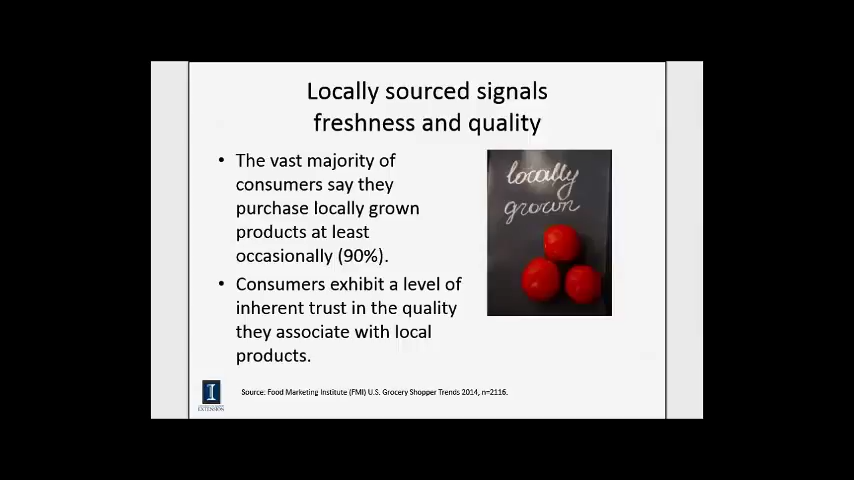 Locally sourced signals
freshness and quality
• The vast majority of
consumers say they
purchase locally grown
products at least
occasionally (90%).
• Consumers exhibit a level of
inherent trust in the quality
they associate with local
products.
locally
grown
I
EXTENSION
Source: Food Marketing Institute (FMI) U.S. Grocery Shopper Trends 2014, n=2116.